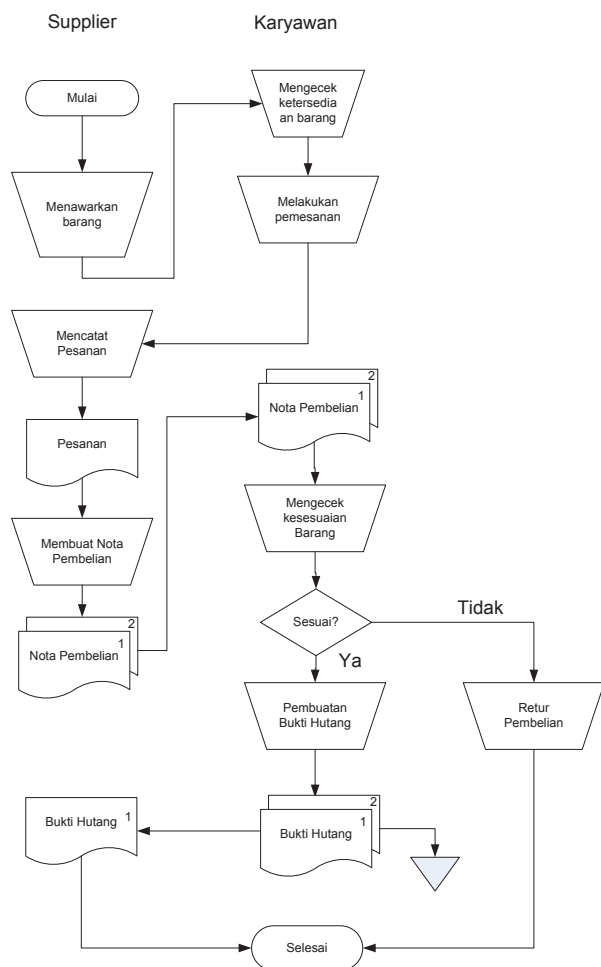 Supplier
Karyawan
Mulai
Mengecek
ketersedia
an barang
Menawarkan
barang
Melakukan
pemesanan
Mencatat
Pesanan
2
1
Nota Pembelian
Pesanan
Mengecek
kesesuaian
Barang
Membuat Nota
Pembelian
2
1
Nota Pembelian
Sesuai?
Tidak
Ya
Pembuatan
Bukti Hutang
Retur
Pembelian
Bukti Hutang
1
2
1
Bukti Hutang
Selesai